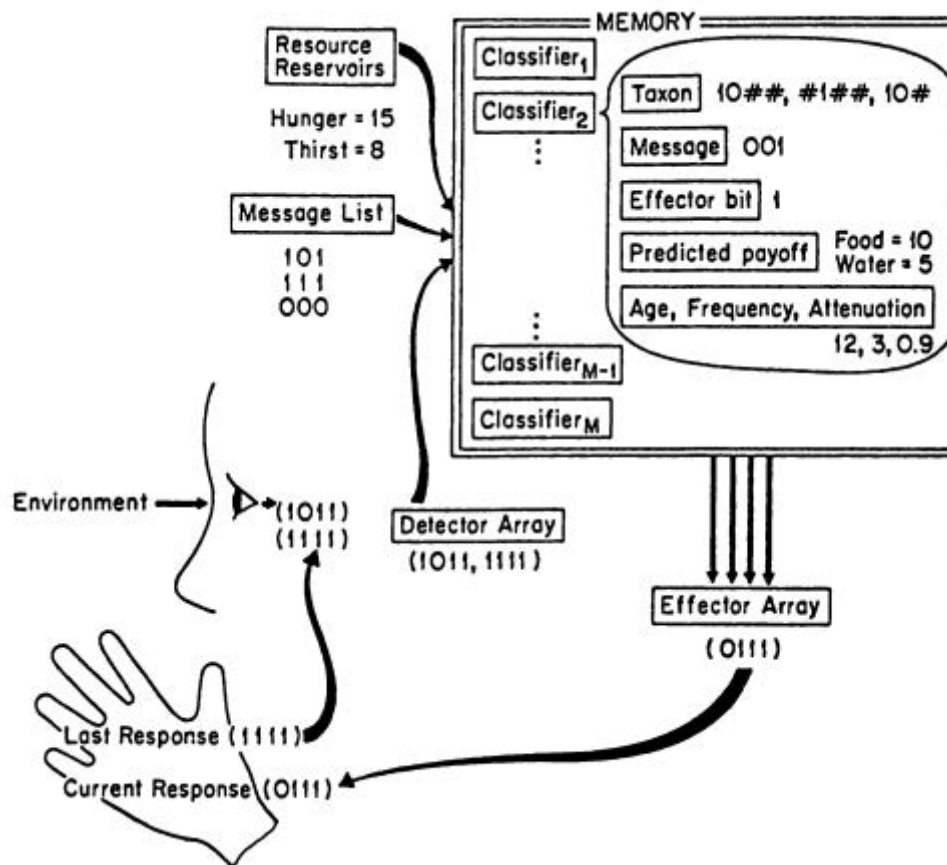 MEMORY
Resource
Reservoirs
Hunger = 15
Thirst = 8
Message List
101
111
000
Classifier1
Classifier2
Taxon 10##, #1##, 10#
Message 001
Effector bit 1
Predicted payoff Food = 10
Water = 5
Age, Frequency, Attenuation
12, 3, 0.9
ClassifierM-1
ClassifierM
Environment
(1011)
(1111)
Detector Array
(1011, 1111)
Effector Array
(0111)
Last Response (1111)
Current Response (0111)